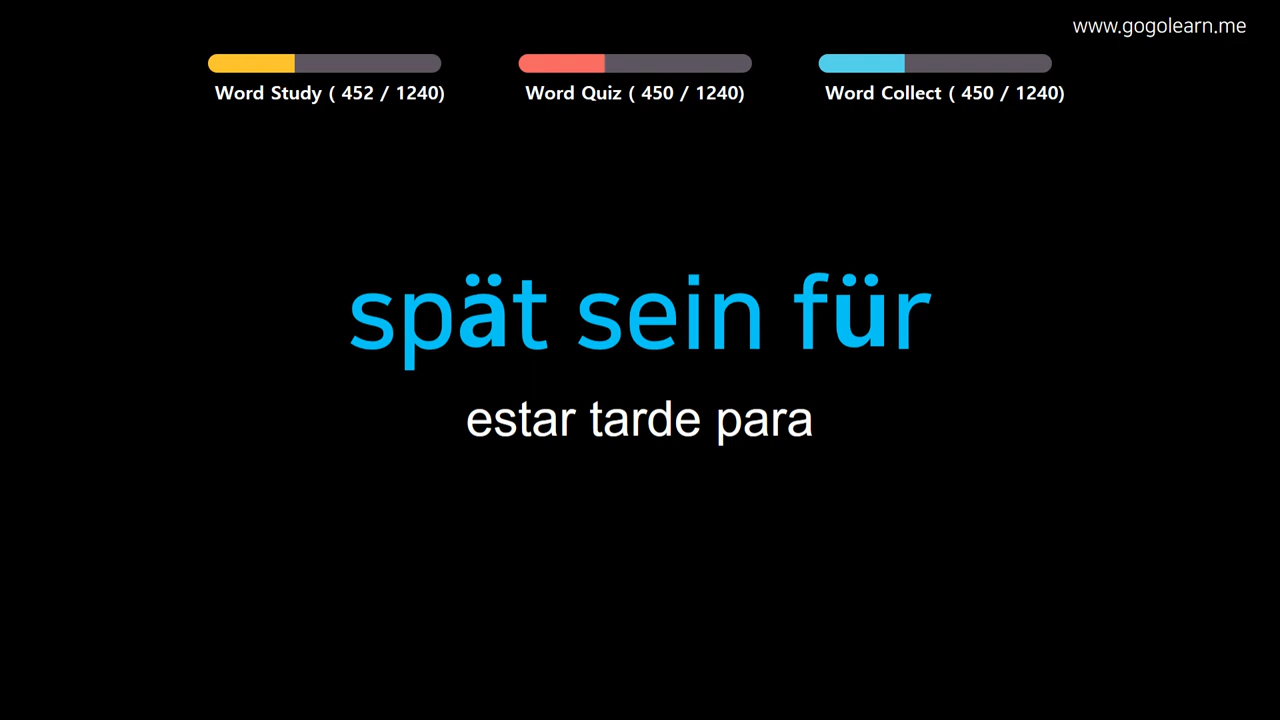 www.gogolearn.me
Word Study ( 452 / 1240)
Word Quiz ( 450 / 1240)
Word Collect ( 450 / 1240)
spät sein für
estar tarde para